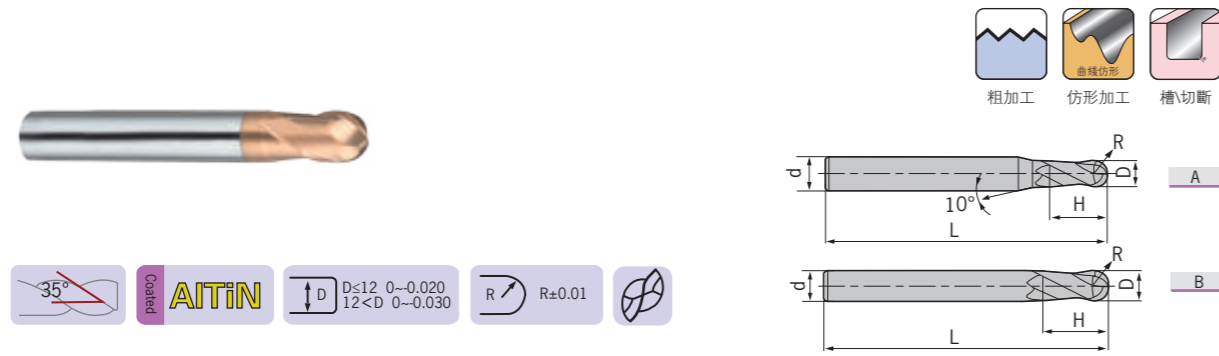 曲线仿形
粗加工
仿形加工
槽\切斷
R
d
D
A
10°
H
L
R
d
D
B
H
L
35°
Coated
AlTiN
D
D≤12 0~-0.020
12<D 0~-0.030
R
R±0.01